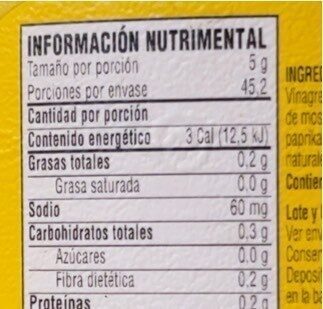 INFORMACIÓN NUTRIMENTAL
Tamaño por porción 5 g
Porciones por envase 45,2
Cantidad por porción
Contenido energético 3 Cal (12,5 kJ)
Grasas totales 0,2 g
Grasa saturada 0,0 g
Sodio 60 mg
Carbohidratos totales 0,3 g
Azúcares 0,0 g
Fibra dietética 0,2 g
Proteínas 0,2 g
INGRE
Vinagre
de mos
paprika
natural
Contien
Lote y
Ver env
Conser
Deposi
en la ba